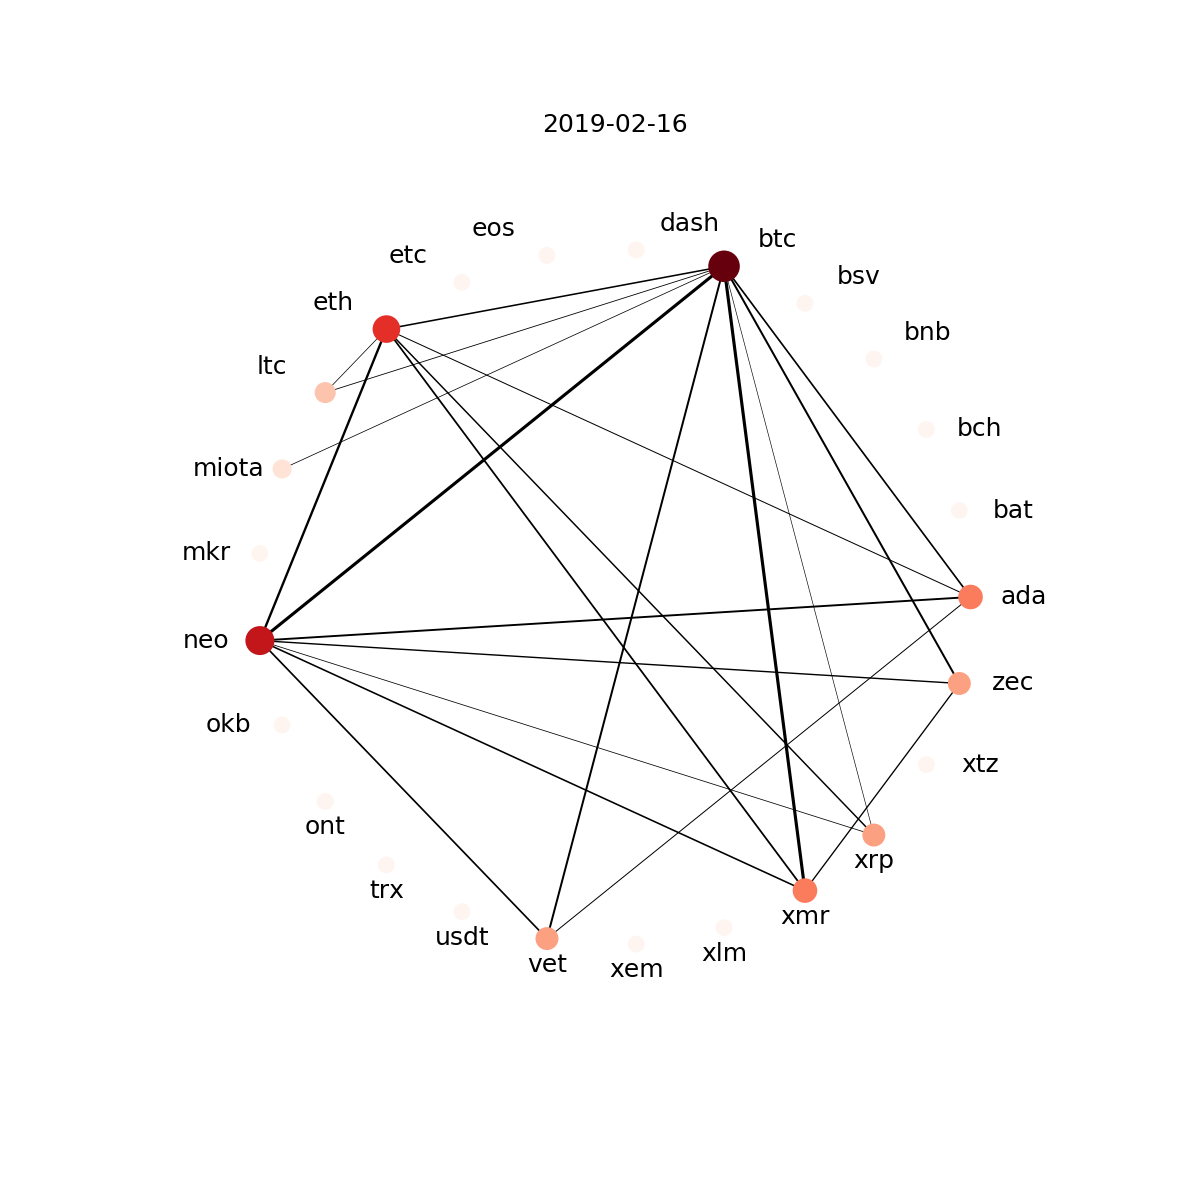 2019-02-16
dash
eos
btc
etc
bsv
eth
bnb
ltc
bch
miota
bat
mkr
ada
neo
zec
okb
xtz
ont
xrp
trx
xmr
usdt
xlm
vet
xem